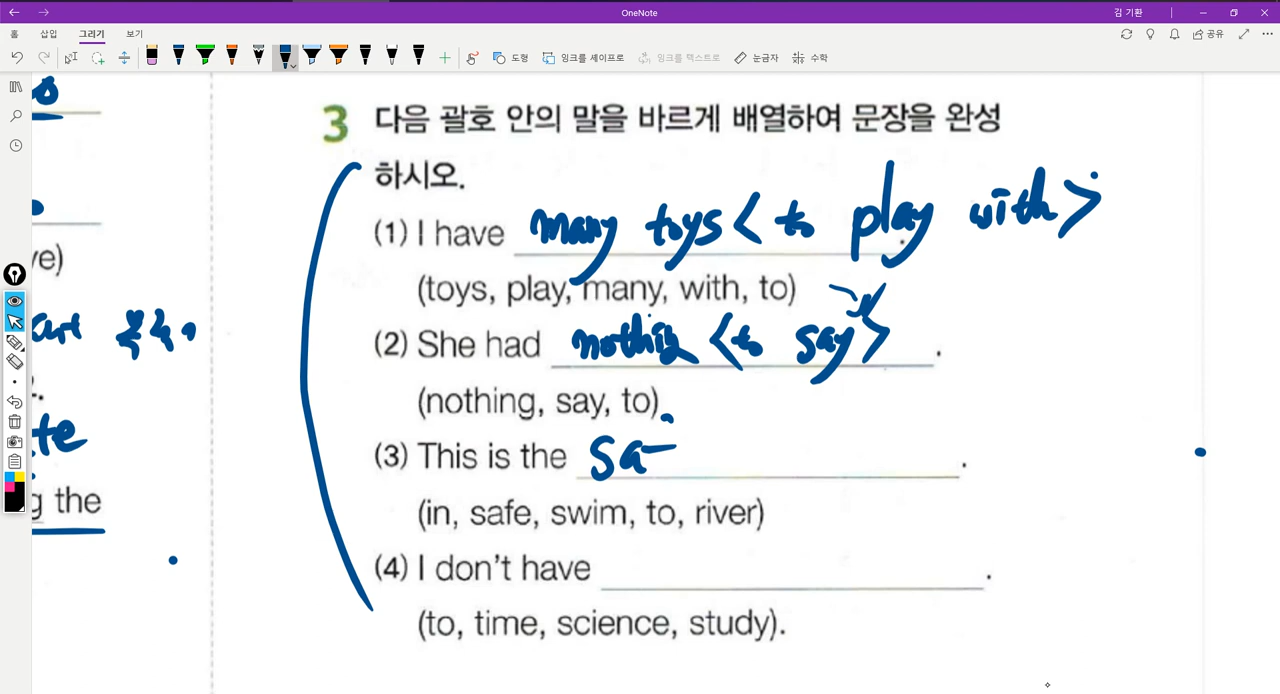 OneNote
김 기환
홈 삽입 그리기 보기
공유
도형 잉크를 셰이프로 잉크를 텍스트로 눈금자 수학
3 다음 괄호 안의 말을 바르게 배열하여 문장을 완성
하시오.
(1) I have many toys < to play with > .
(toys, play, many, with, to)
(2) She had nothing < to say > .
(nothing, say, to).
(3) This is the sa .
(in, safe, swim, to, river)
(4) I don't have .
(to, time, science, study).
ve)
te
g the